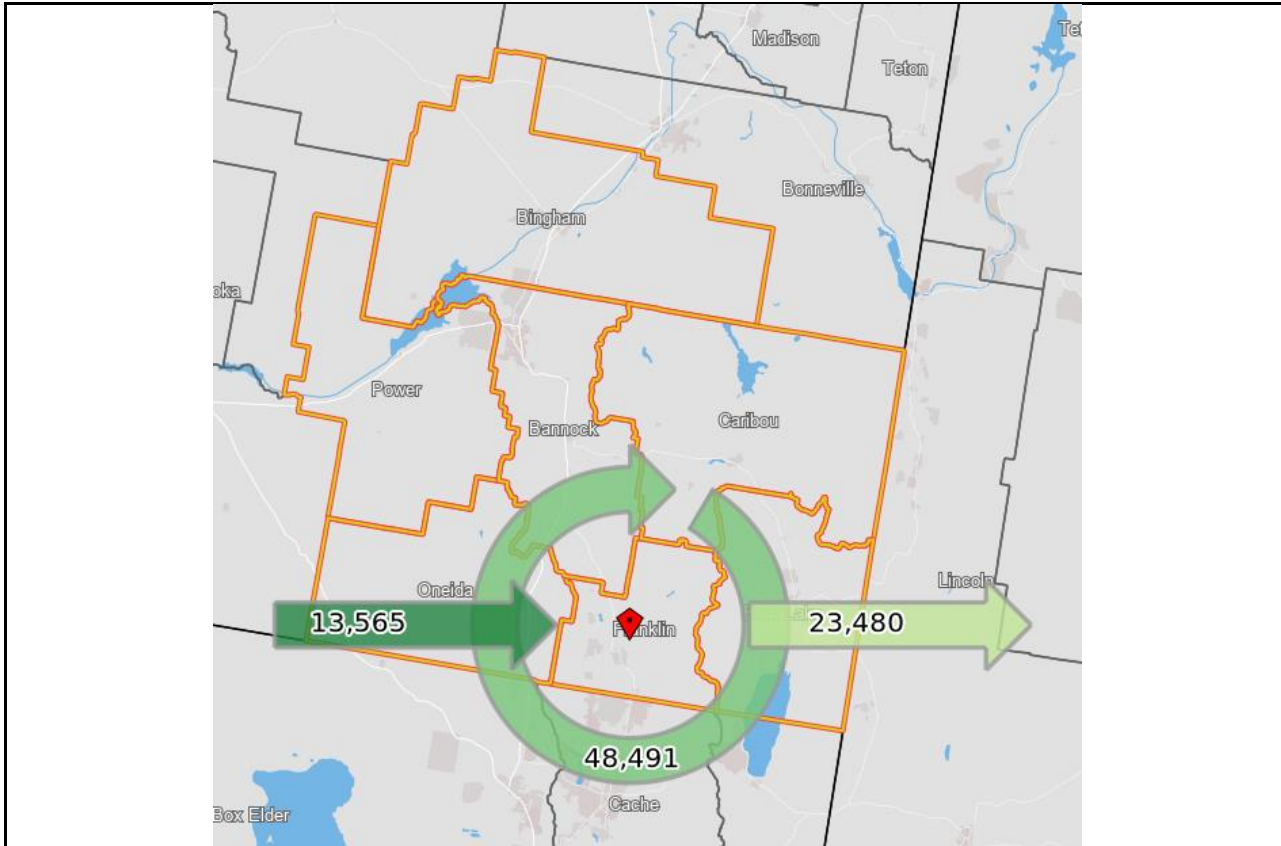 Madison
Teton
Bonneville
Bingham
Power
Caribou
Bannock
Oneida
Lincoln
13,565
23,480
Franklin
48,491
Cache
Box Elder